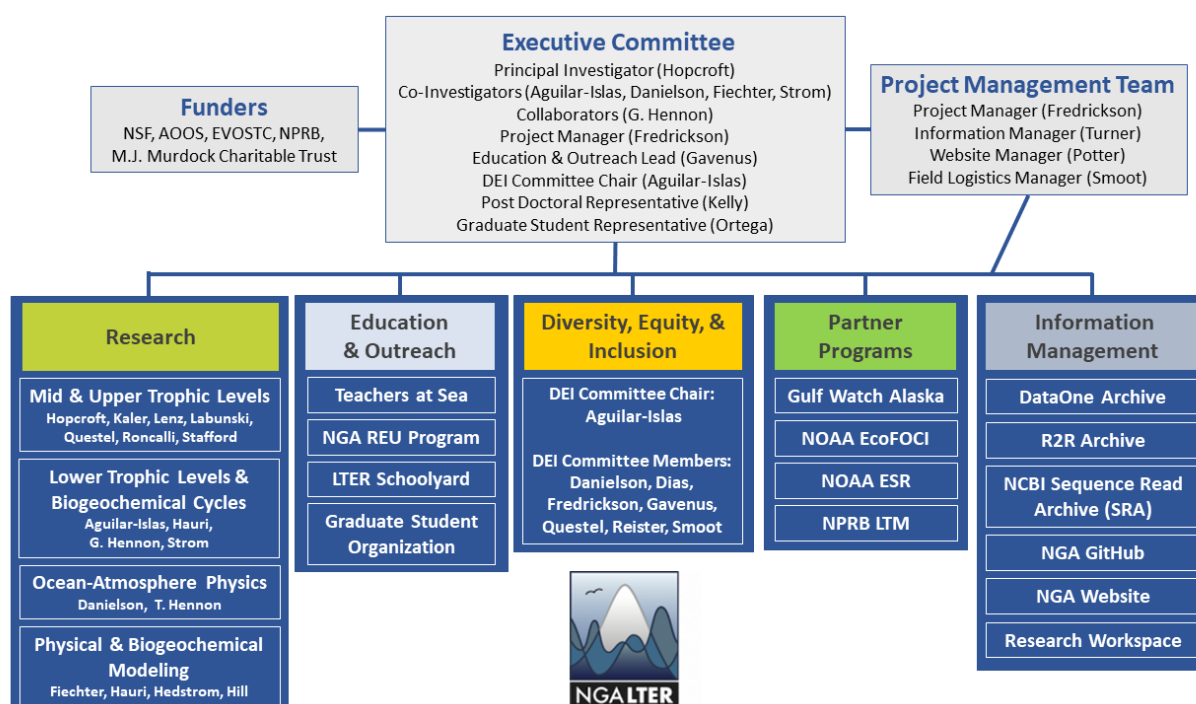 Funders
NSF, AOOS, EVOSTC, NPRB,
M.J. Murdock Charitable Trust
Executive Committee
Principal Investigator (Hopcroft)
Co-Investigators (Aguilar-Islas, Danielson, Fiechter, Strom)
Collaborators (G. Hennon)
Project Manager (Fredrickson)
Education & Outreach Lead (Gavenus)
DEI Committee Chair (Aguilar-Islas)
Post Doctoral Representative (Kelly)
Graduate Student Representative (Ortega)
Project Management Team
Project Manager (Fredrickson)
Information Manager (Turner)
Website Manager (Potter)
Field Logistics Manager (Smoot)
Research
Mid & Upper Trophic Levels
Hopcroft, Kaler, Lenz, Labunski,
Questel, Roncalli, Stafford
Lower Trophic Levels &
Biogeochemical Cycles
Aguilar-Islas, Hauri,
G. Hennon, Strom
Ocean-Atmosphere Physics
Danielson, T. Hennon
Physical & Biogeochemical
Modeling
Fiechter, Hauri, Hedstrom, Hill
Education
& Outreach
Teachers at Sea
NGA REU Program
LTER Schoolyard
Graduate Student
Organization
Diversity, Equity, &
Inclusion
DEI Committee Chair:
Aguilar-Islas
DEI Committee Members:
Danielson, Dias,
Fredrickson, Gavenus,
Questel, Reister, Smoot
Partner
Programs
Gulf Watch Alaska
NOAA EcoFOCI
NOAA ESR
NPRB LTM
Information
Management
DataOne Archive
R2R Archive
NCBI Sequence Read
Archive (SRA)
NGA GitHub
NGA Website
Research Workspace
NGALTER